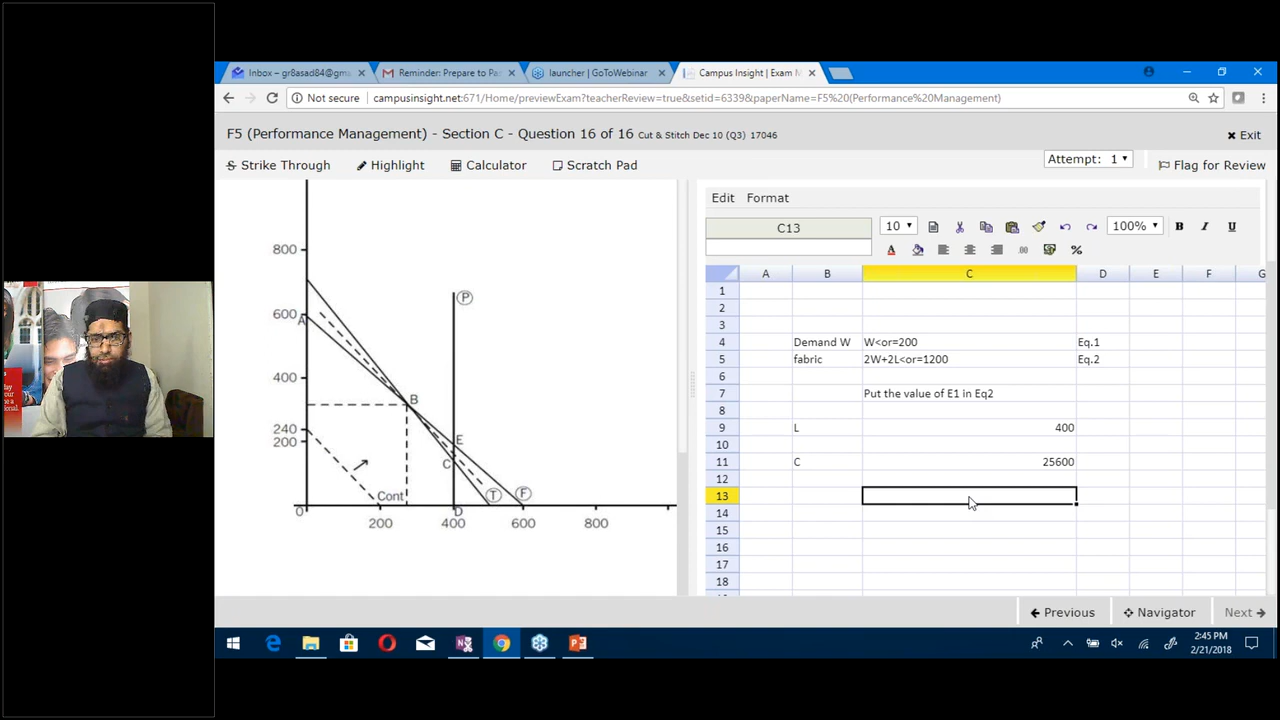 Inbox – gr8asad84@gma
Reminder: Prepare to Par
launcher | GoToWebinar
Campus Insight | Exam M
Not secure
campusinsight.net:671/Home/previewExam?teacherReview=true&setid=6339&paperName=F5%20(Performance%20Management)
F5 (Performance Management) - Section C - Question 16 of 16 Cut & Stitch Dec 10 (Q3) 17046
Exit
Strike Through Highlight Calculator Scratch Pad
Attempt: 1
Flag for Review
800
600
400
240
200
0
A
B
C
D
E
P
T
F
Cont
200 400 600 800
Edit Format
C13
10
100%
B I U
A
%
A B C D E F G
1
2
3
4 Demand W W<or=200 Eq.1
5 fabric 2W+2L<or=1200 Eq.2
6
7 Put the value of E1 in Eq2
8
9 L 400
10
11 C 25600
12
13
14
15
16
17
18
Previous Navigator Next
2:45 PM
2/21/2018